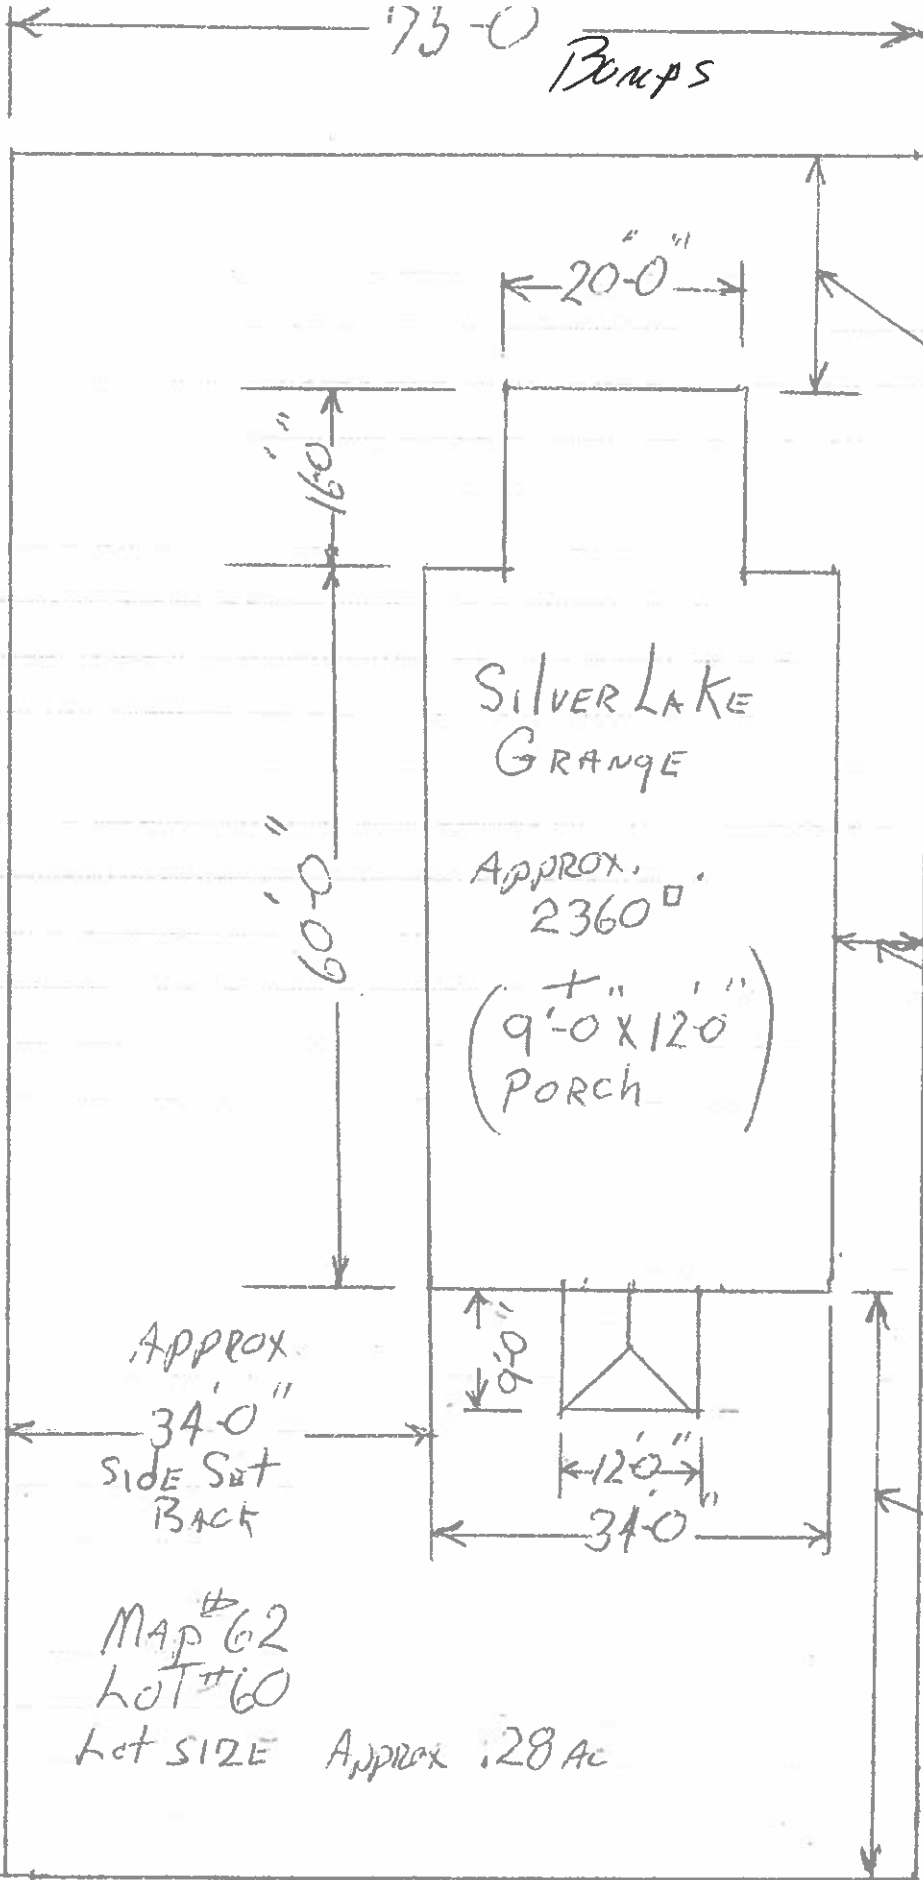 75-0
Bumps
20'-0"
16'0"
SilVER LAKE
GRANGE
60'-0"
Approx.
2360□'
(+
9'-0" X 12'0"
PORCH)
9'0"
APPROX.
34'-0"
SIDE Set
BACK
12'0"
34'-0"
MAP #62
LOT #60
Lot SIZE Approx .28 Ac